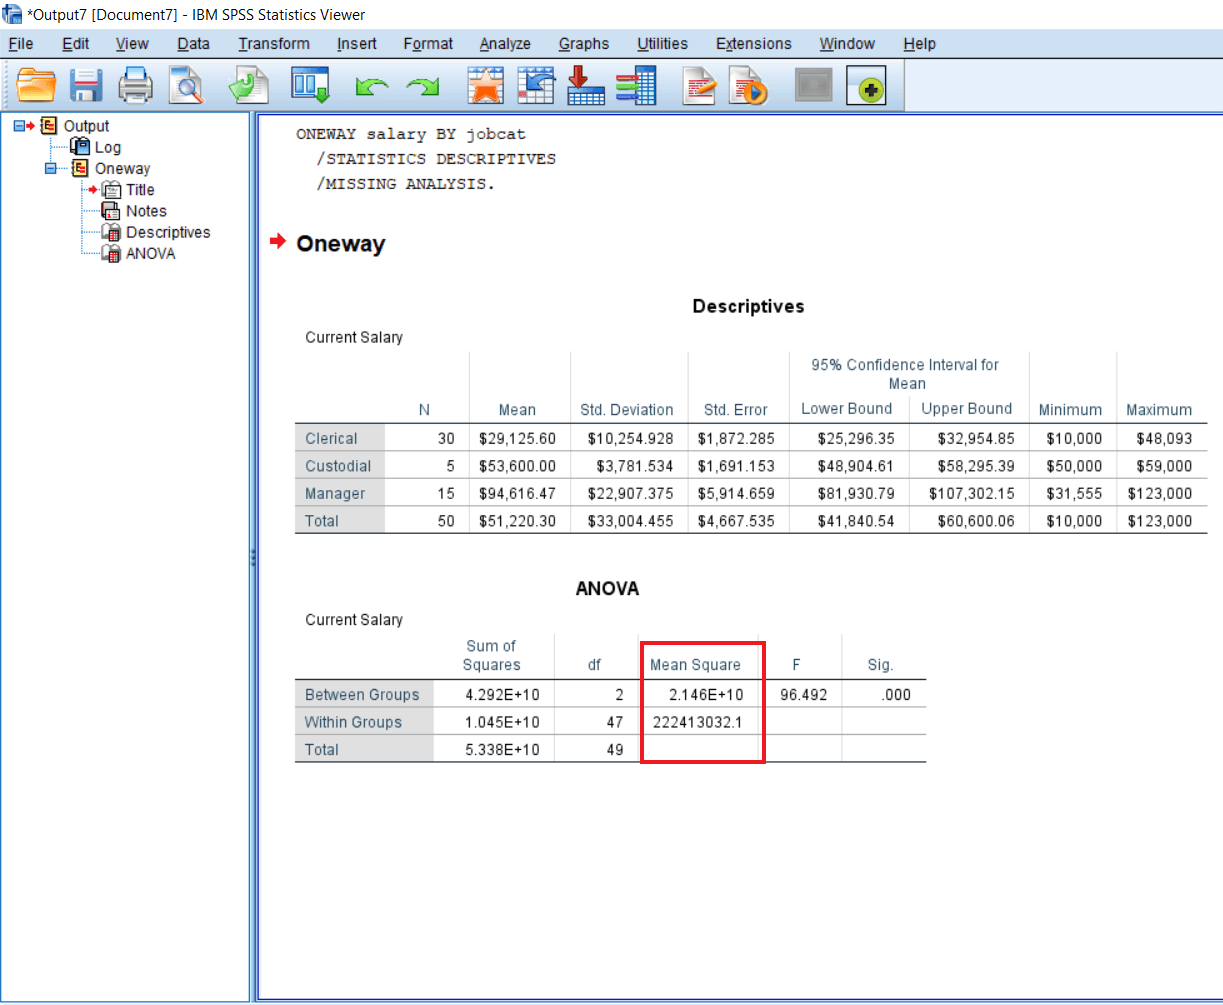 *Output7 [Document7] - IBM SPSS Statistics Viewer
File Edit View Data Transform Insert Format Analyze Graphs Utilities Extensions Window Help
Output
Log
Oneway
Title
Notes
Descriptives
ANOVA
ONEWAY salary BY jobcat
/STATISTICS DESCRIPTIVES
/MISSING ANALYSIS.
Oneway
Descriptives
Current Salary
95% Confidence Interval for
Mean
N Mean Std. Deviation Std. Error Lower Bound Upper Bound Minimum Maximum
Clerical 30 $29,125.60 $10,254.928 $1,872.285 $25,296.35 $32,954.85 $10,000 $48,093
Custodial 5 $53,600.00 $3,781.534 $1,691.153 $48,904.61 $58,295.39 $50,000 $59,000
Manager 15 $94,616.47 $22,907.375 $5,914.659 $81,930.79 $107,302.15 $31,555 $123,000
Total 50 $51,220.30 $33,004.455 $4,667.535 $41,840.54 $60,600.06 $10,000 $123,000
ANOVA
Current Salary
Sum of
Squares df Mean Square F Sig.
Between Groups 4.292E+10 2 2.146E+10 96.492 .000
Within Groups 1.045E+10 47 222413032.1
Total 5.338E+10 49